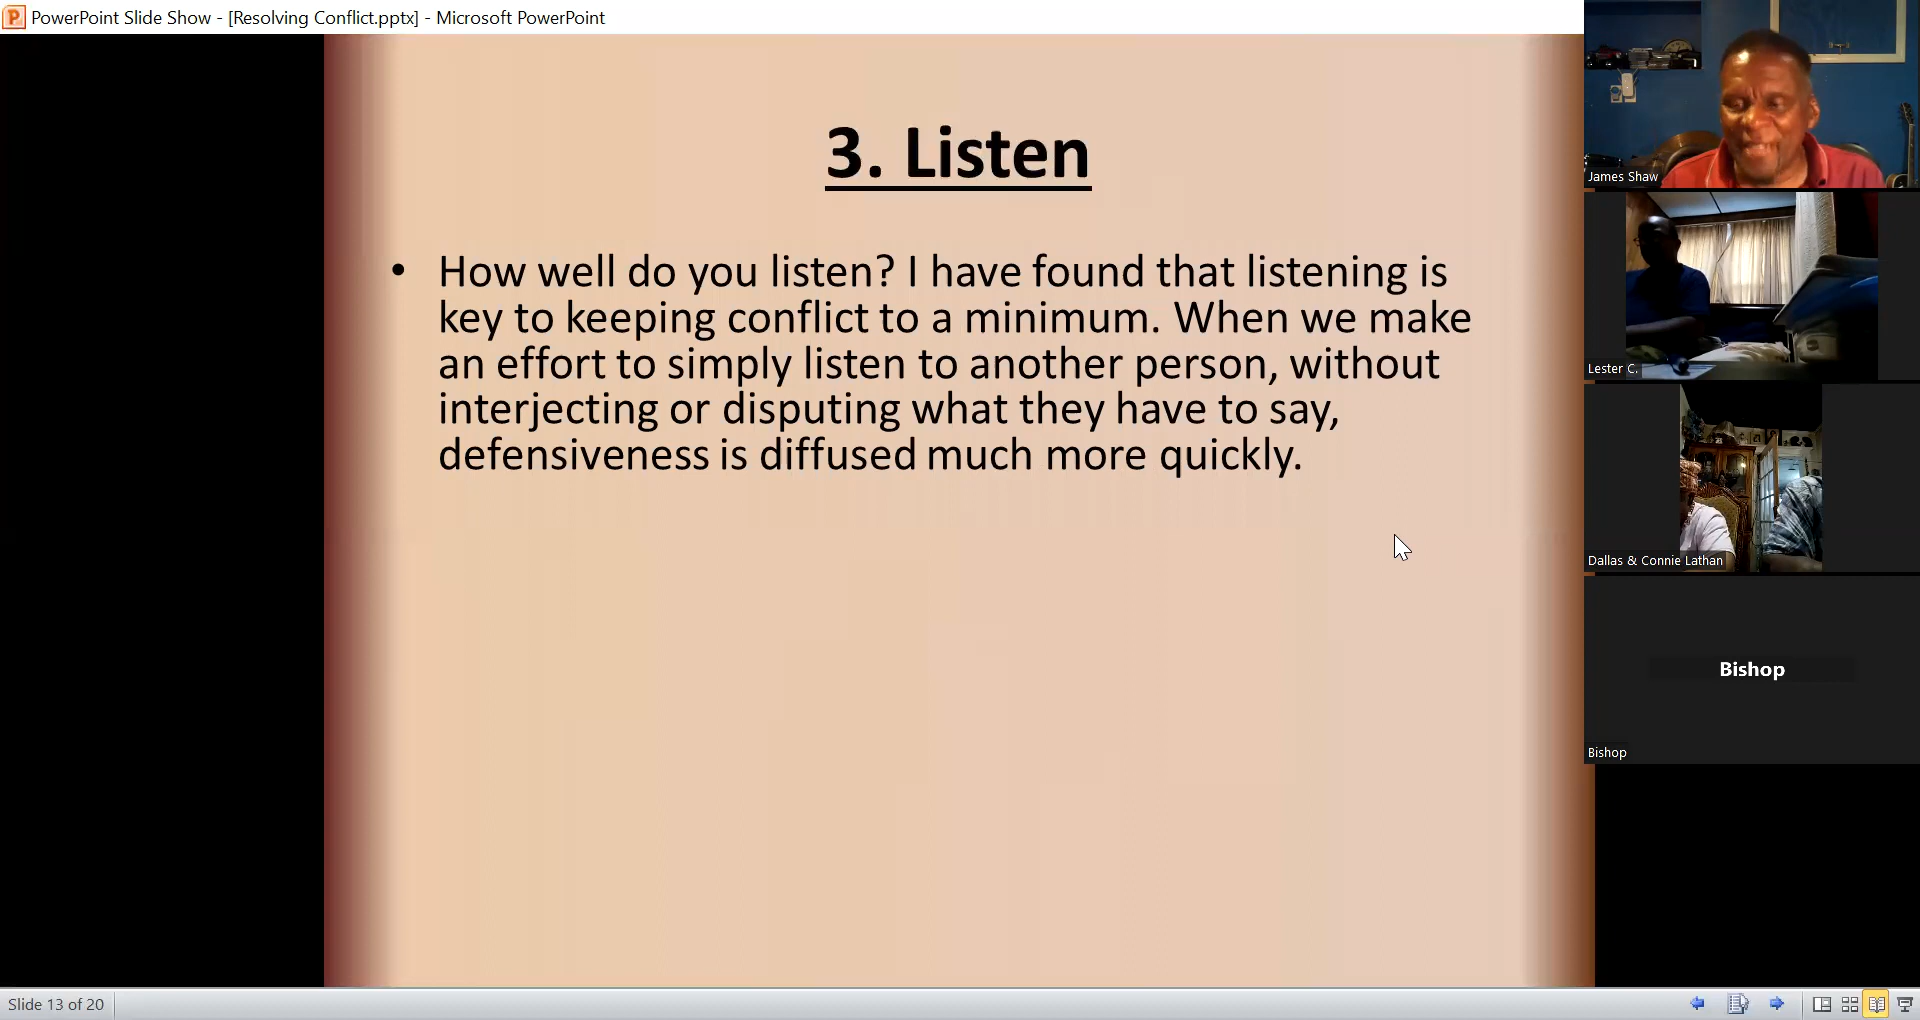 PowerPoint Slide Show - [Resolving Conflict.pptx] - Microsoft PowerPoint
3. Listen
• How well do you listen? I have found that listening is
key to keeping conflict to a minimum. When we make
an effort to simply listen to another person, without
interjecting or disputing what they have to say,
defensiveness is diffused much more quickly.
James Shaw
Lester C.
Dallas & Connie Lathan
Bishop
Bishop
Slide 13 of 20